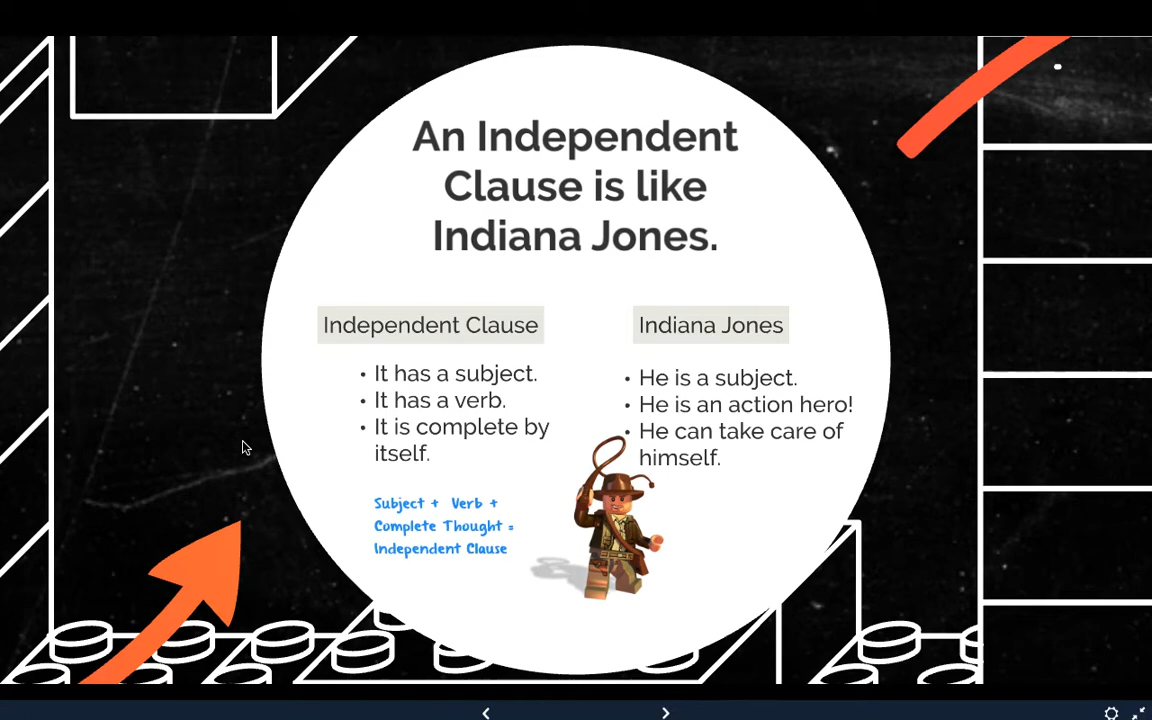 An Independent
Clause is like
Indiana Jones.
Independent Clause
• It has a subject.
• It has a verb.
• It is complete by
itself.
Subject + Verb +
Complete Thought =
Independent Clause
Indiana Jones
• He is a subject.
• He is an action hero!
• He can take care of
himself.